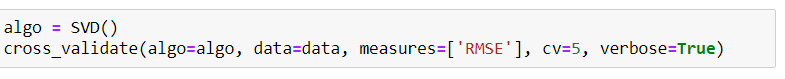 algo = SVD()
cross_validate(algo=algo, data=data, measures=['RMSE'], cv=5, verbose=True)